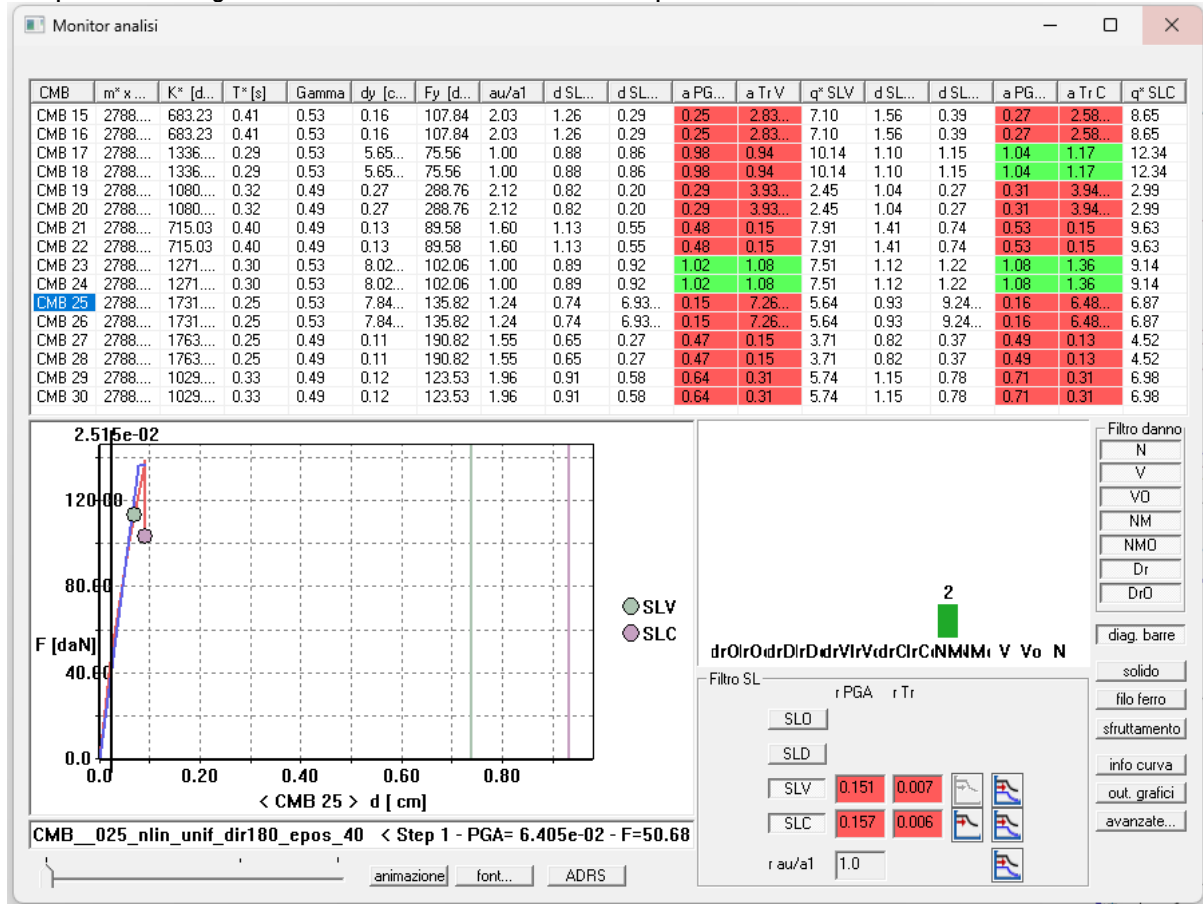 Monitor analisi
CMB m* x ... K* [d... T* [s] Gamma dy [c... Fy [d... au/a1 d SL... d SL... a PG... a Tr V q* SLV d SL... d SL... a PG... a Tr C q* SLC
CMB 15 2788.... 683.23 0.41 0.53 0.16 107.84 2.03 1.26 0.29 0.25 2.83... 7.10 1.56 0.39 0.27 2.58... 8.65
CMB 16 2788.... 683.23 0.41 0.53 0.16 107.84 2.03 1.26 0.29 0.25 2.83... 7.10 1.56 0.39 0.27 2.58... 8.65
CMB 17 2788.... 1336.... 0.29 0.53 5.65... 75.56 1.00 0.88 0.86 0.98 0.94 10.14 1.10 1.15 1.04 1.17 12.34
CMB 18 2788.... 1336.... 0.29 0.53 5.65... 75.56 1.00 0.88 0.86 0.98 0.94 10.14 1.10 1.15 1.04 1.17 12.34
CMB 19 2788.... 1080.... 0.32 0.49 0.27 288.76 2.12 0.82 0.20 0.29 3.93... 2.45 1.04 0.27 0.31 3.94... 2.99
CMB 20 2788.... 1080.... 0.32 0.49 0.27 288.76 2.12 0.82 0.20 0.29 3.93... 2.45 1.04 0.27 0.31 3.94... 2.99
CMB 21 2788.... 715.03 0.40 0.49 0.13 89.58 1.60 1.13 0.55 0.48 0.15 7.91 1.41 0.74 0.53 0.15 9.63
CMB 22 2788.... 715.03 0.40 0.49 0.13 89.58 1.60 1.13 0.55 0.48 0.15 7.91 1.41 0.74 0.53 0.15 9.63
CMB 23 2788.... 1271.... 0.30 0.53 8.02... 102.06 1.00 0.89 0.92 1.02 1.08 7.51 1.12 1.22 1.08 1.36 9.14
CMB 24 2788.... 1271.... 0.30 0.53 8.02... 102.06 1.00 0.89 0.92 1.02 1.08 7.51 1.12 1.22 1.08 1.36 9.14
CMB 25 2788.... 1731.... 0.25 0.53 7.84... 135.82 1.24 0.74 6.93... 0.15 7.26... 5.64 0.93 9.24... 0.16 6.48... 6.87
CMB 26 2788.... 1731.... 0.25 0.53 7.84... 135.82 1.24 0.74 6.93... 0.15 7.26... 5.64 0.93 9.24... 0.16 6.48... 6.87
CMB 27 2788.... 1763.... 0.25 0.49 0.11 190.82 1.55 0.65 0.27 0.47 0.15 3.71 0.82 0.37 0.49 0.13 4.52
CMB 28 2788.... 1763.... 0.25 0.49 0.11 190.82 1.55 0.65 0.27 0.47 0.15 3.71 0.82 0.37 0.49 0.13 4.52
CMB 29 2788.... 1029.... 0.33 0.49 0.12 123.53 1.96 0.91 0.58 0.64 0.31 5.74 1.15 0.78 0.71 0.31 6.98
CMB 30 2788.... 1029.... 0.33 0.49 0.12 123.53 1.96 0.91 0.58 0.64 0.31 5.74 1.15 0.78 0.71 0.31 6.98
2.515e-02
120.00
80.00
F [daN]
40.00
0.0
0.0 0.20 0.40 0.60 0.80
< CMB 25 > d [ cm]
SLV
SLC
2
V Vo N
Filtro danno
N
V
VO
NM
NMO
Dr
DrO
diag. barre
solido
filo ferro
sfruttamento
info curva
out. grafici
avanzate...
Filtro SL
r PGA r Tr
SLO
SLD
SLV 0.151 0.007
SLC 0.157 0.006
r au/a1 1.0
CMB__025_nlin_unif_dir180_epos_40 < Step 1 - PGA= 6.405e-02 - F=50.68
animazione font... ADRS